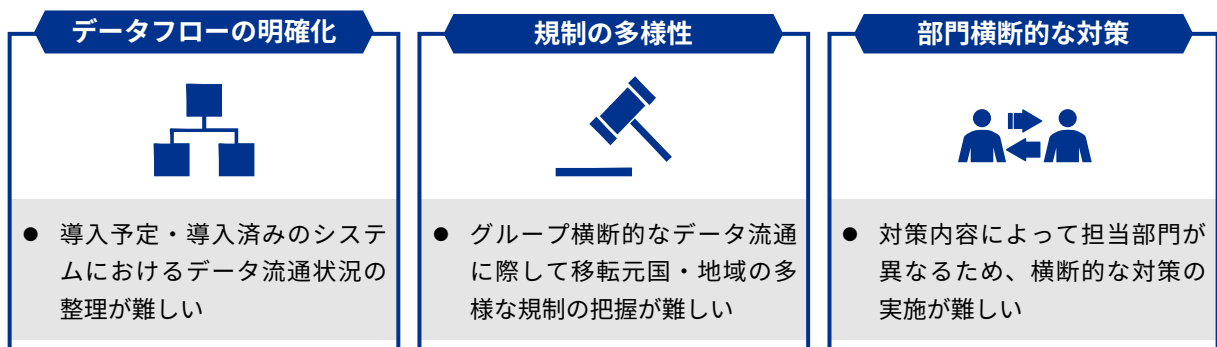 データフローの明確化
● 導入予定・導入済みのシステ
ムにおけるデータ流通状況の
整理が難しい
規制の多様性
● グループ横断的なデータ流通
に際して移転元国・地域の多
様な規制の把握が難しい
部門横断的な対策
● 対策内容によって担当部門が
異なるため、横断的な対策の
実施が難しい